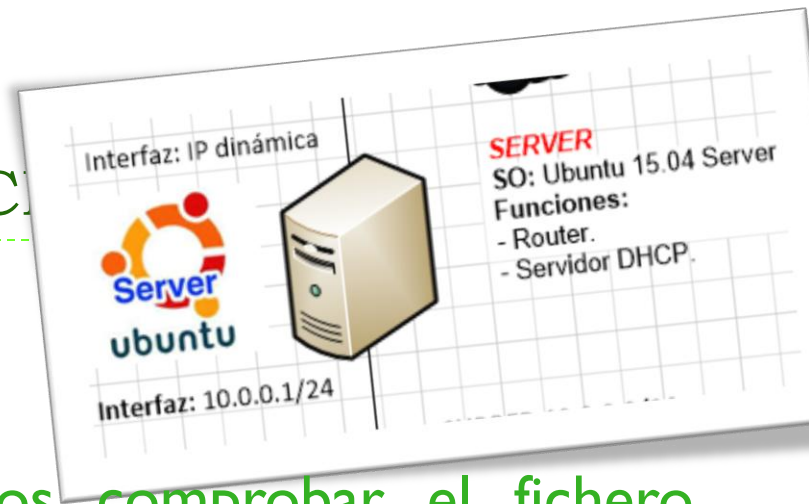 Interfaz: IP dinámica
Server
ubuntu
Interfaz: 10.0.0.1/24
SERVER
SO: Ubuntu 15.04 Server
Funciones:
- Router.
- Servidor DHCP.
comprobar el fichero